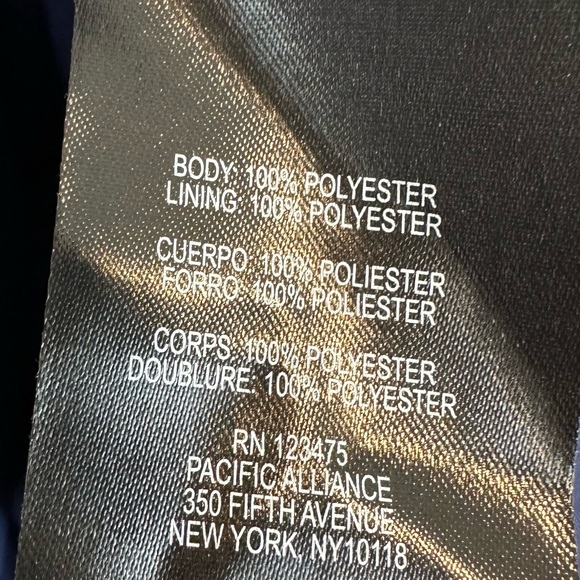 BODY: 100% POLYESTER
LINING: 100% POLYESTER
CUERPO: 100% POLIESTER
FORRO: 100% POLIESTER
CORPS: 100% POLYESTER
DOUBLURE: 100% POLYESTER
RN 123475
PACIFIC ALLIANCE
350 FIFTH AVENUE
NEW YORK, NY10118